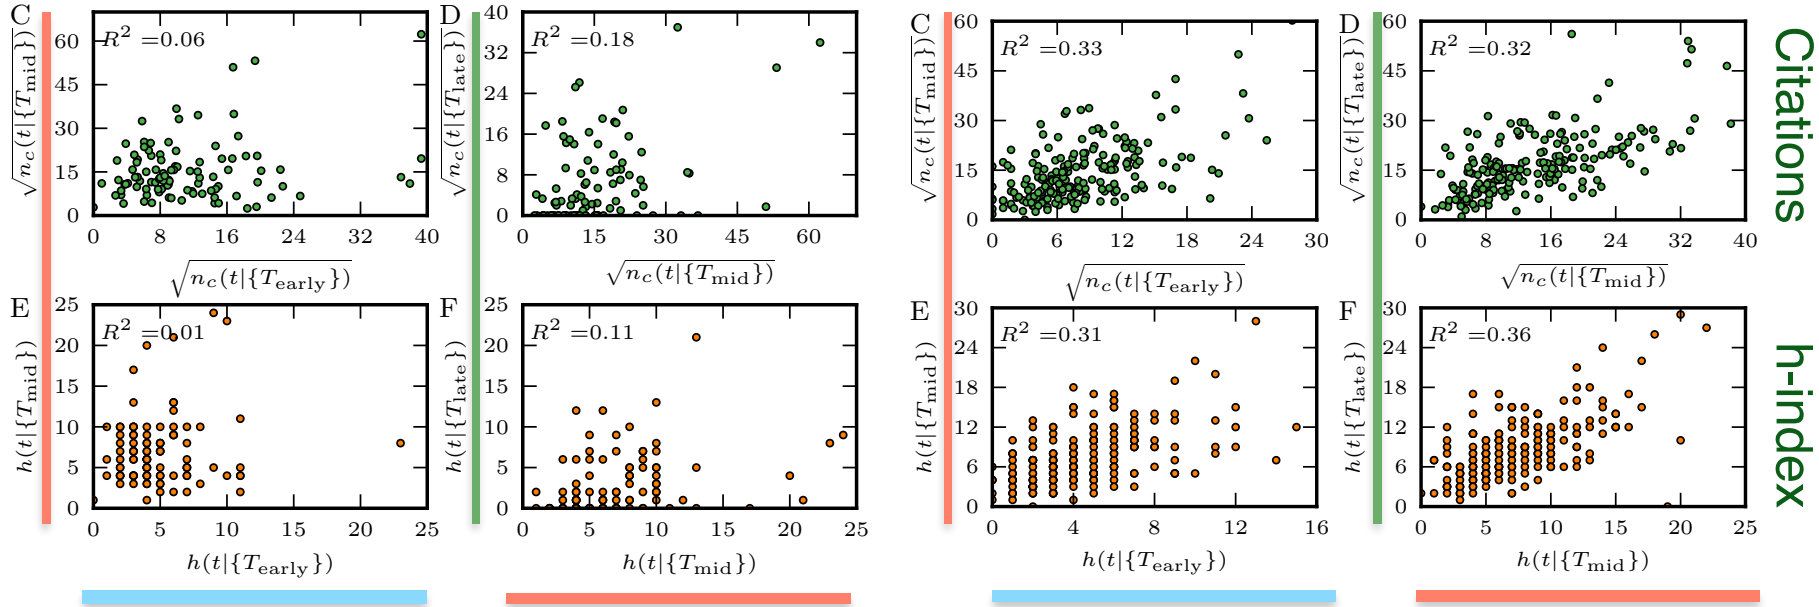 C
R² =0.06
√n_c(t|{T_mid})
60
45
30
15
0
0 8 16 24 32 40
√n_c(t|{T_early})
D
R² =0.18
√n_c(t|{T_late})
40
32
24
16
8
0
0 15 30 45 60
√n_c(t|{T_mid})
C
R² =0.33
√n_c(t|{T_mid})
60
45
30
15
0
0 6 12 18 24 30
√n_c(t|{T_early})
D
R² =0.32
√n_c(t|{T_late})
60
45
30
15
0
0 8 16 24 32 40
√n_c(t|{T_mid})
Citations
E
R² =0.01
h(t|{T_mid})
25
20
15
10
5
0
0 5 10 15 20 25
h(t|{T_early})
F
R² =0.11
h(t|{T_late})
25
20
15
10
5
0
0 5 10 15 20 25
h(t|{T_mid})
E
R² =0.31
h(t|{T_mid})
30
24
18
12
6
0
0 4 8 12 16
h(t|{T_early})
F
R² =0.36
h(t|{T_late})
30
24
18
12
6
0
0 5 10 15 20 25
h(t|{T_mid})
h-index